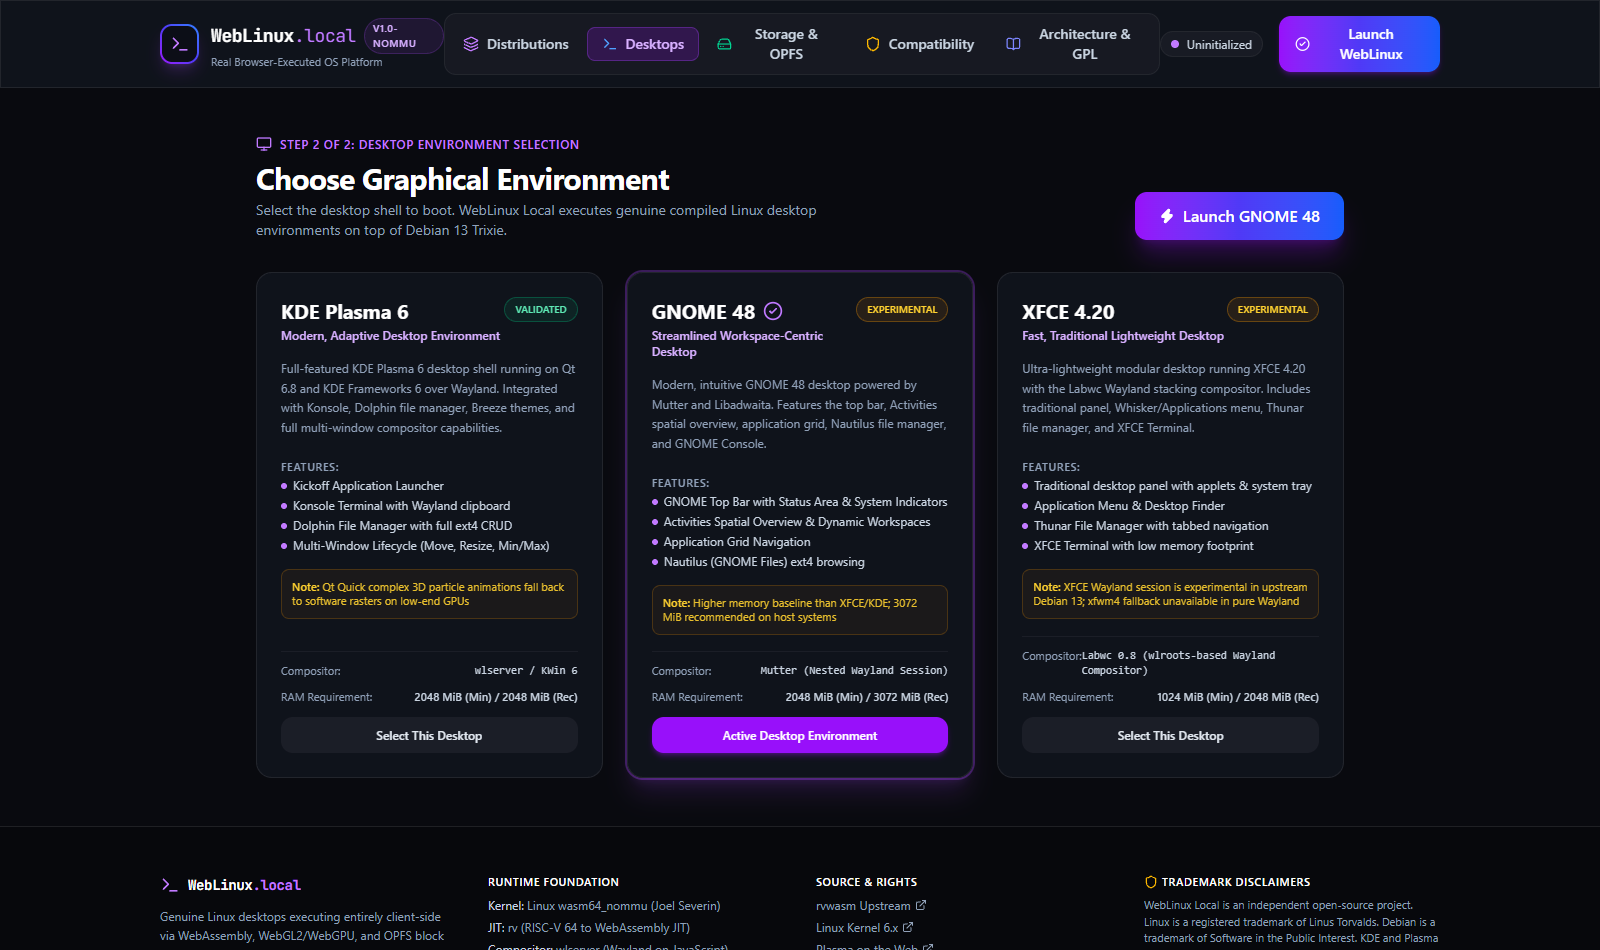 WebLinux.local
V1.0-NOMMU
Real Browser-Executed OS Platform
Distributions
Desktops
Storage & OPFS
Compatibility
Architecture & GPL
Uninitialized
Launch WebLinux
STEP 2 OF 2: DESKTOP ENVIRONMENT SELECTION
Choose Graphical Environment
Select the desktop shell to boot. WebLinux Local executes genuine compiled Linux desktop
environments on top of Debian 13 Trixie.
Launch GNOME 48
KDE Plasma 6
VALIDATED
Modern, Adaptive Desktop Environment
Full-featured KDE Plasma 6 desktop shell running on Qt
6.8 and KDE Frameworks 6 over Wayland. Integrated
with Konsole, Dolphin file manager, Breeze themes, and
full multi-window compositor capabilities.
FEATURES:
Kickoff Application Launcher
Konsole Terminal with Wayland clipboard
Dolphin File Manager with full ext4 CRUD
Multi-Window Lifecycle (Move, Resize, Min/Max)
Note: Qt Quick complex 3D particle animations fall back
to software rasters on low-end GPUs
Compositor: wlserver / KWin 6
RAM Requirement: 2048 MiB (Min) / 2048 MiB (Rec)
Select This Desktop
GNOME 48
EXPERIMENTAL
Streamlined Workspace-Centric
Desktop
Modern, intuitive GNOME 48 desktop powered by
Mutter and Libadwaita. Features the top bar, Activities
spatial overview, application grid, Nautilus file manager,
and GNOME Console.
FEATURES:
GNOME Top Bar with Status Area & System Indicators
Activities Spatial Overview & Dynamic Workspaces
Application Grid Navigation
Nautilus (GNOME Files) ext4 browsing
Note: Higher memory baseline than XFCE/KDE; 3072
MiB recommended on host systems
Compositor: Mutter (Nested Wayland Session)
RAM Requirement: 2048 MiB (Min) / 3072 MiB (Rec)
Active Desktop Environment
XFCE 4.20
EXPERIMENTAL
Fast, Traditional Lightweight Desktop
Ultra-lightweight modular desktop running XFCE 4.20
with the Labwc Wayland stacking compositor. Includes
traditional panel, Whisker/Applications menu, Thunar
file manager, and XFCE Terminal.
FEATURES:
Traditional desktop panel with applets & system tray
Application Menu & Desktop Finder
Thunar File Manager with tabbed navigation
XFCE Terminal with low memory footprint
Note: XFCE Wayland session is experimental in upstream
Debian 13; xfwm4 fallback unavailable in pure Wayland
Compositor: Labwc 0.8 (wlroots-based Wayland
Compositor)
RAM Requirement: 1024 MiB (Min) / 2048 MiB (Rec)
Select This Desktop
WebLinux.local
Genuine Linux desktops executing entirely client-side
via WebAssembly, WebGL2/WebGPU, and OPFS block
RUNTIME FOUNDATION
Kernel: Linux wasm64_nommu (Joel Severin)
JIT: rv (RISC-V 64 to WebAssembly JIT)
Compositor: wlserver (Wayland on JavaScript)
SOURCE & RIGHTS
rvwasm Upstream
Linux Kernel 6.x
Plasma on the Web
TRADEMARK DISCLAIMERS
WebLinux Local is an independent open-source project.
Linux is a registered trademark of Linus Torvalds. Debian is a
trademark of Software in the Public Interest. KDE and Plasma